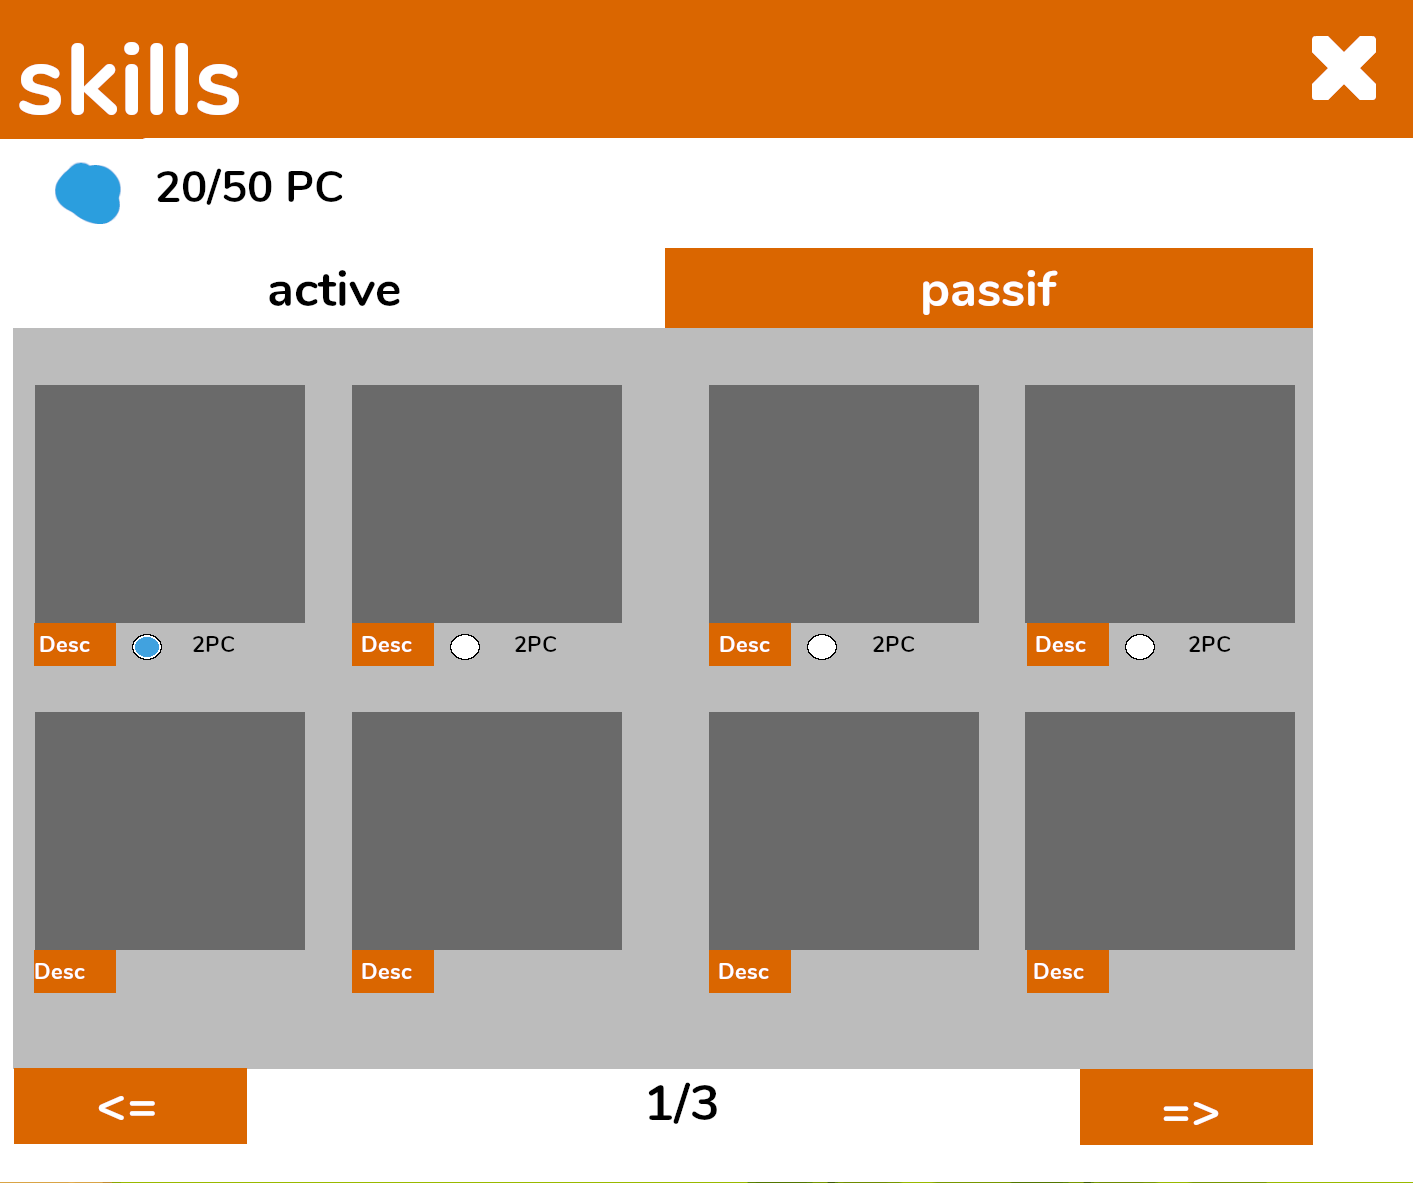 skills
20/50 PC
active passif
Desc 2PC Desc 2PC Desc 2PC Desc 2PC
Desc Desc Desc Desc
<= 1/3 =>